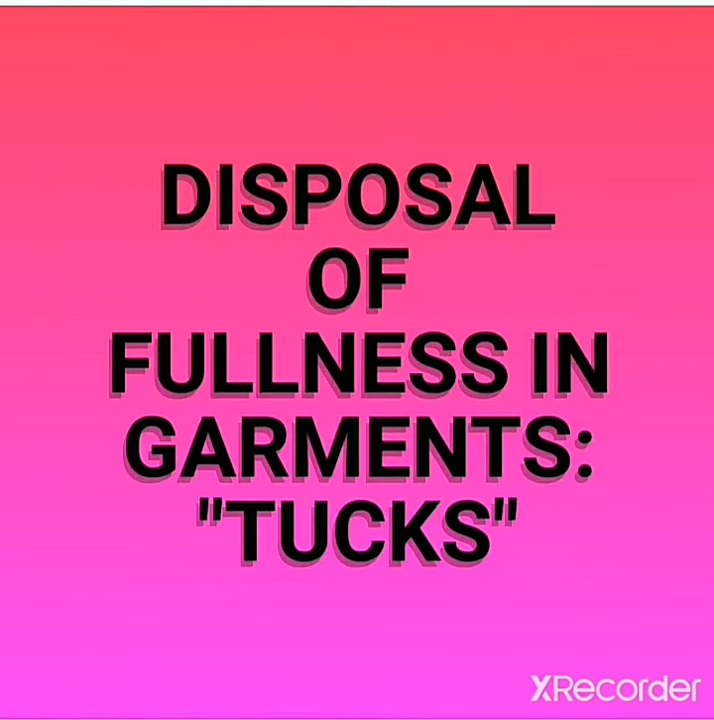 DISPOSAL
OF
FULLNESS IN
GARMENTS:
"TUCKS"
XRecorder